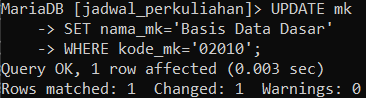 MariaDB [jadwal_perkuliahan]> UPDATE mk
    -> SET nama_mk='Basis Data Dasar'
    -> WHERE kode_mk='02010';
Query OK, 1 row affected (0.003 sec)
Rows matched: 1  Changed: 1  Warnings: 0